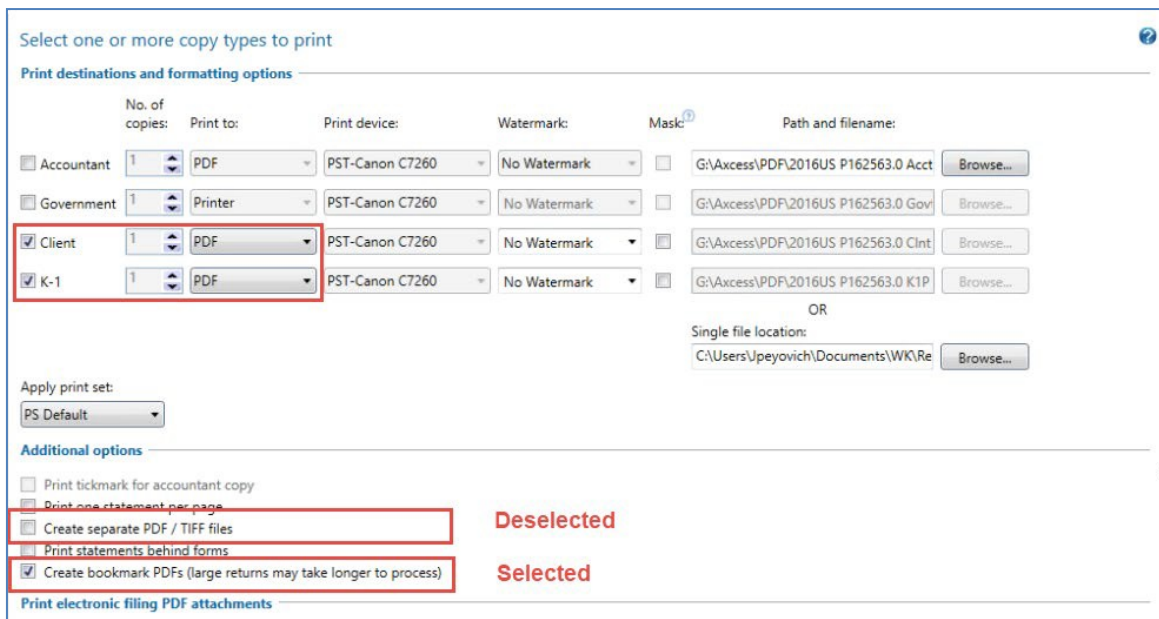 Select one or more copy types to print
Print destinations and formatting options
No. of copies: Print to: Print device: Watermark: Mask: Path and filename:
Accountant 1 PDF PST-Canon C7260 No Watermark G:\Axcess\PDF\2016US P162563.0 Acct Browse...
Government 1 Printer PST-Canon C7260 No Watermark G:\Axcess\PDF\2016US P162563.0 Gov Browse...
Client 1 PDF PST-Canon C7260 No Watermark G:\Axcess\PDF\2016US P162563.0 Clnt Browse...
K-1 1 PDF PST-Canon C7260 No Watermark G:\Axcess\PDF\2016US P162563.0 K1P Browse...
OR
Single file location:
C:\Users\Jpeyovich\Documents\WK\Re Browse...
Apply print set:
PS Default
Additional options
Print tickmark for accountant copy
Print one statement per page
Create separate PDF / TIFF files Deselected
Print statements behind forms
Create bookmark PDFs (large returns may take longer to process) Selected
Print electronic filing PDF attachments